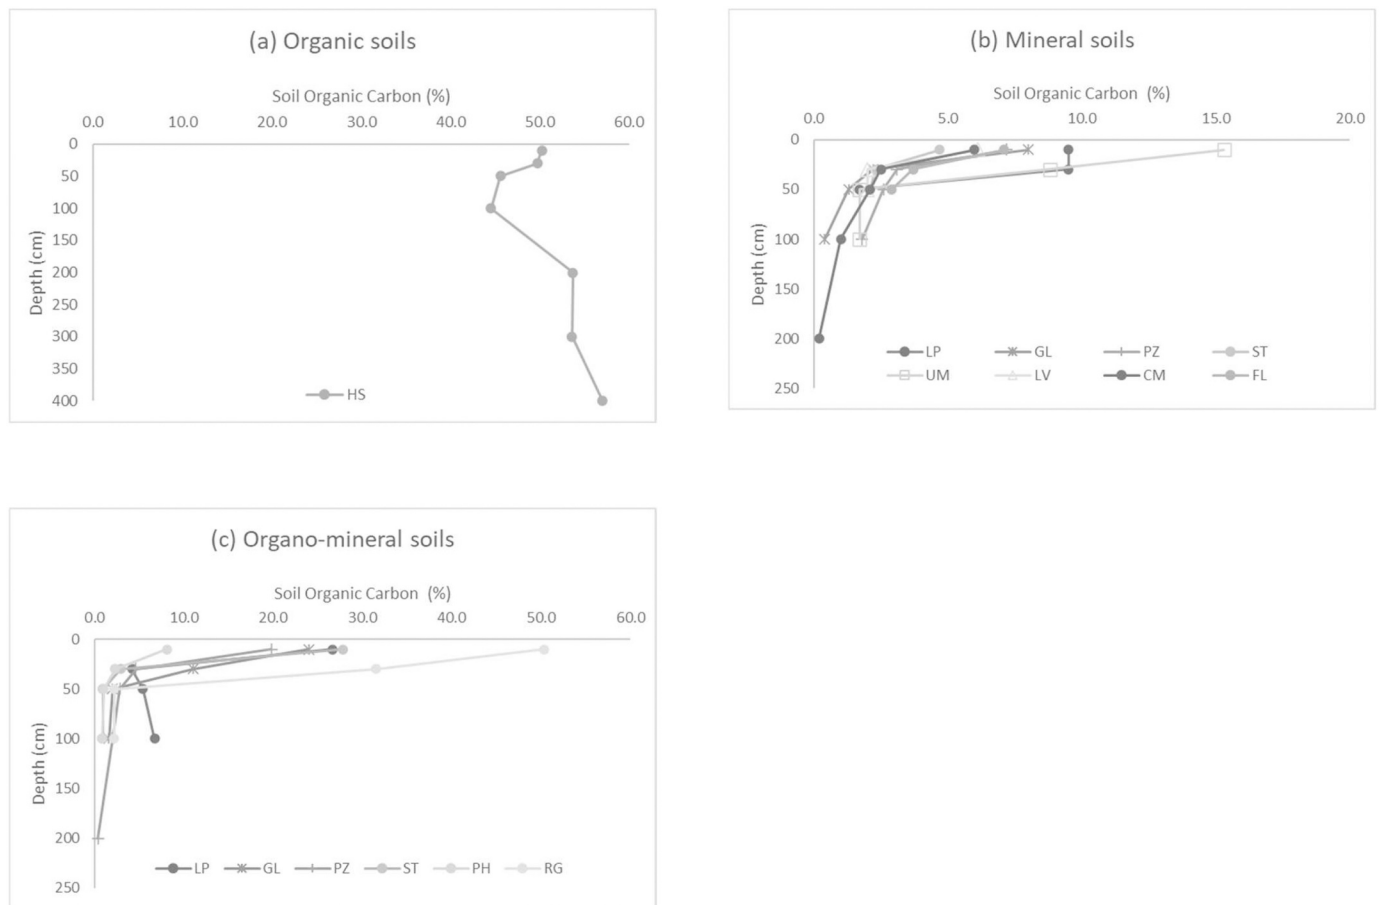 (a) Organic soils
Soil Organic Carbon (%)
0.0 10.0 20.0 30.0 40.0 50.0 60.0
0
50
100
150
200
250
300
350
400
Depth (cm)
HS
(b) Mineral soils
Soil Organic Carbon (%)
0.0 5.0 10.0 15.0 20.0
0
50
100
150
200
250
Depth (cm)
LP GL PZ ST
UM LV CM FL
(c) Organo-mineral soils
Soil Organic Carbon (%)
0.0 10.0 20.0 30.0 40.0 50.0 60.0
0
50
100
150
200
250
Depth (cm)
LP GL PZ ST PH RG